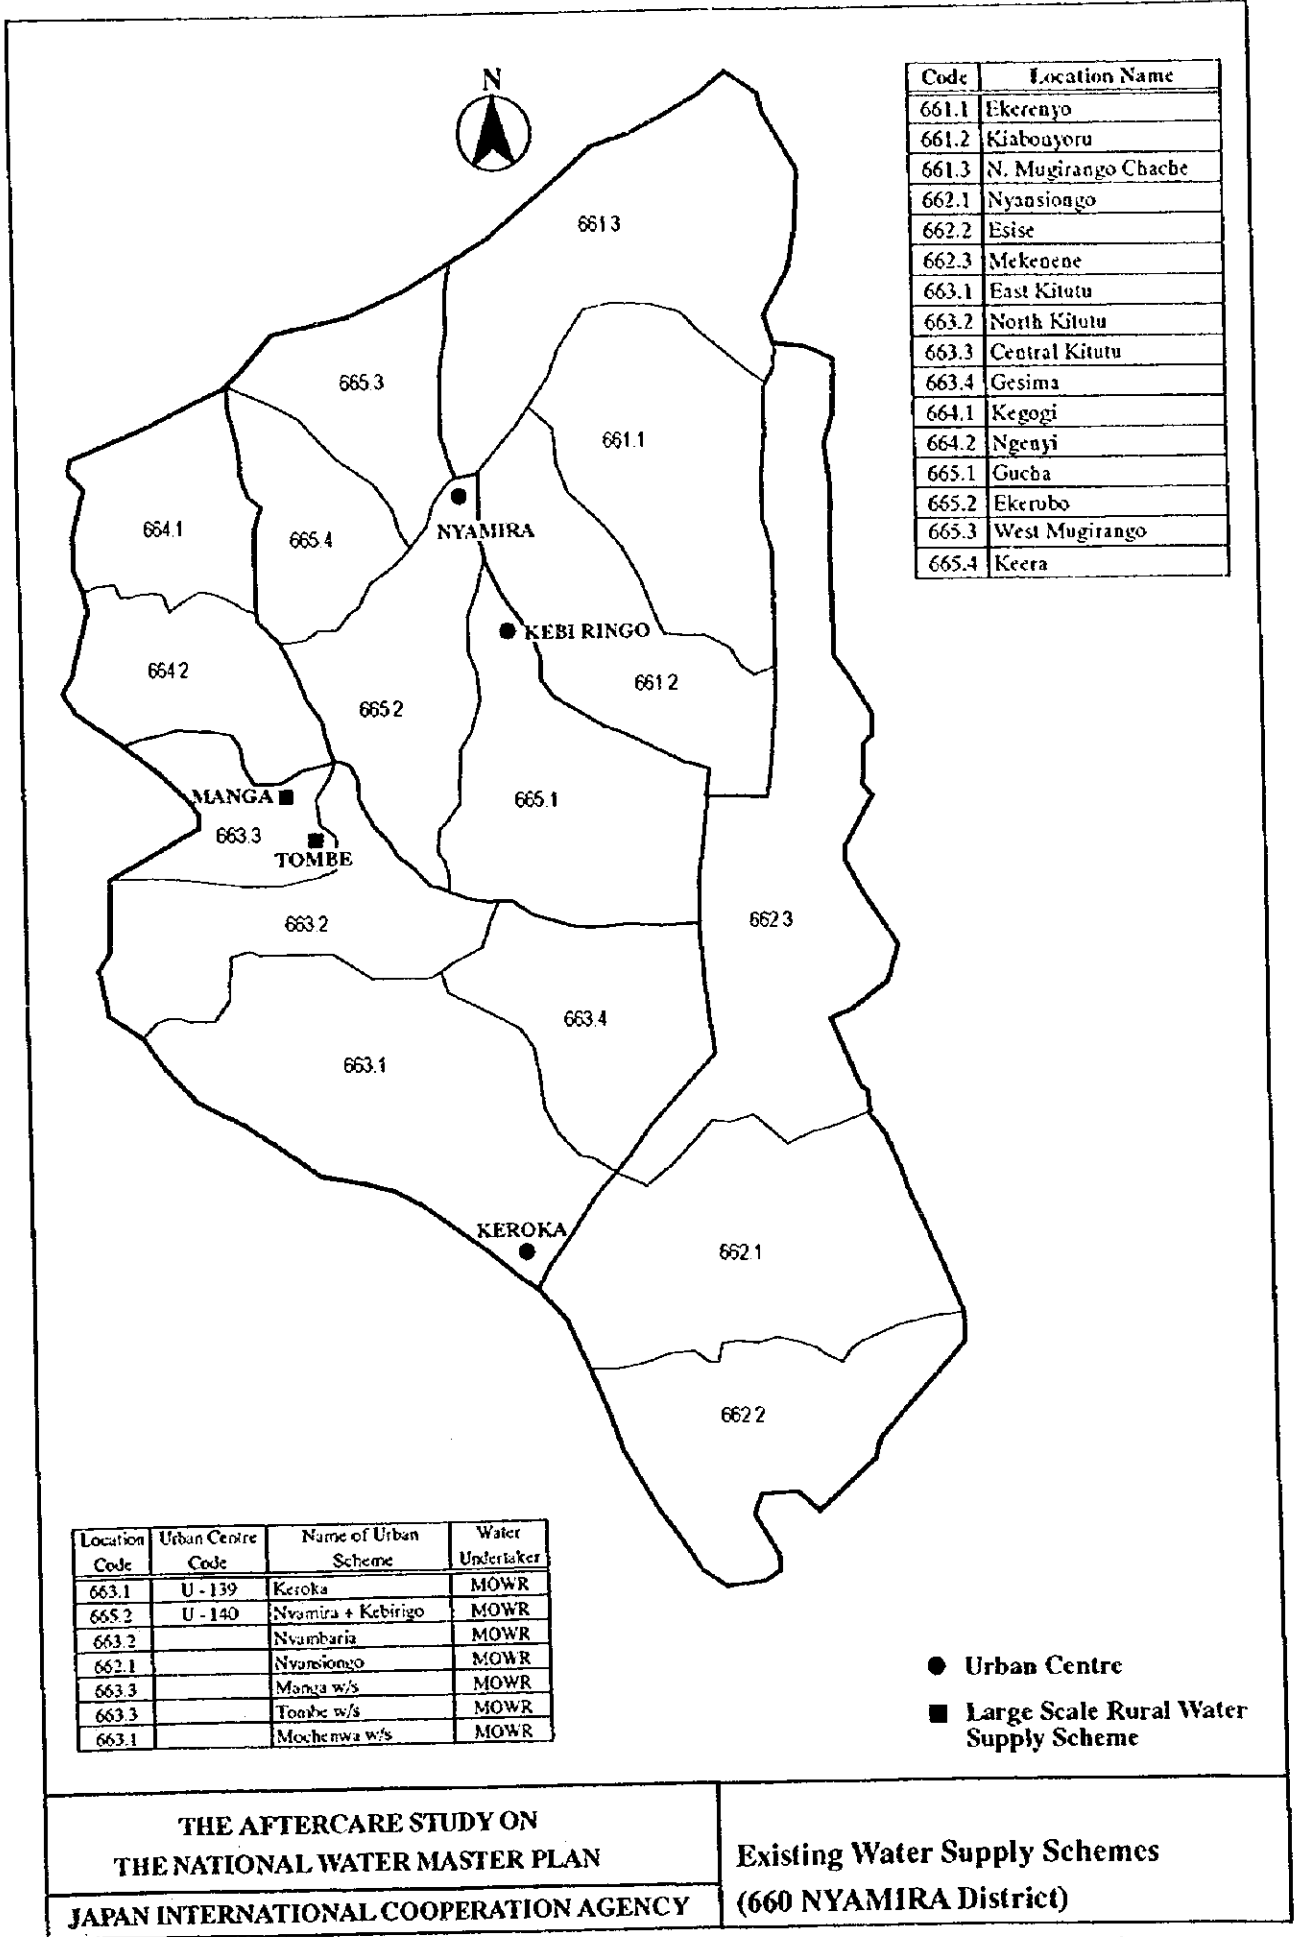 N
Code Location Name
661.1 Ekerenyo
661.2 Kiabonyoru
661.3 N. Mugirango Chache
662.1 Nyansiongo
662.2 Esise
662.3 Mekenene
663.1 East Kitutu
663.2 North Kitutu
663.3 Central Kitutu
663.4 Gesima
664.1 Kegogi
664.2 Ngenyi
665.1 Gucha
665.2 Ekerubo
665.3 West Mugirango
665.4 Keera
661 3
665.3
661.1
664.1
665.4
NYAMIRA
KEBI RINGO
664 2
661 2
665 2
MANGA
665.1
663.3
TOMBE
663.2
662 3
663.4
663.1
KEROKA
662.1
662 2
Location Code Urban Centre Code Name of Urban Scheme Water Undertaker
663.1 U - 139 Keroka MOWR
665.2 U - 140 Nyamira + Kebirigo MOWR
663.2 Nyambaria MOWR
662.1 Nyansiongo MOWR
663.3 Manga w/s MOWR
663.3 Tombe w/s MOWR
663.1 Mochenwa w/s MOWR
Urban Centre
Large Scale Rural Water
Supply Scheme
THE AFTERCARE STUDY ON
THE NATIONAL WATER MASTER PLAN
JAPAN INTERNATIONAL COOPERATION AGENCY
Existing Water Supply Schemes
(660 NYAMIRA District)